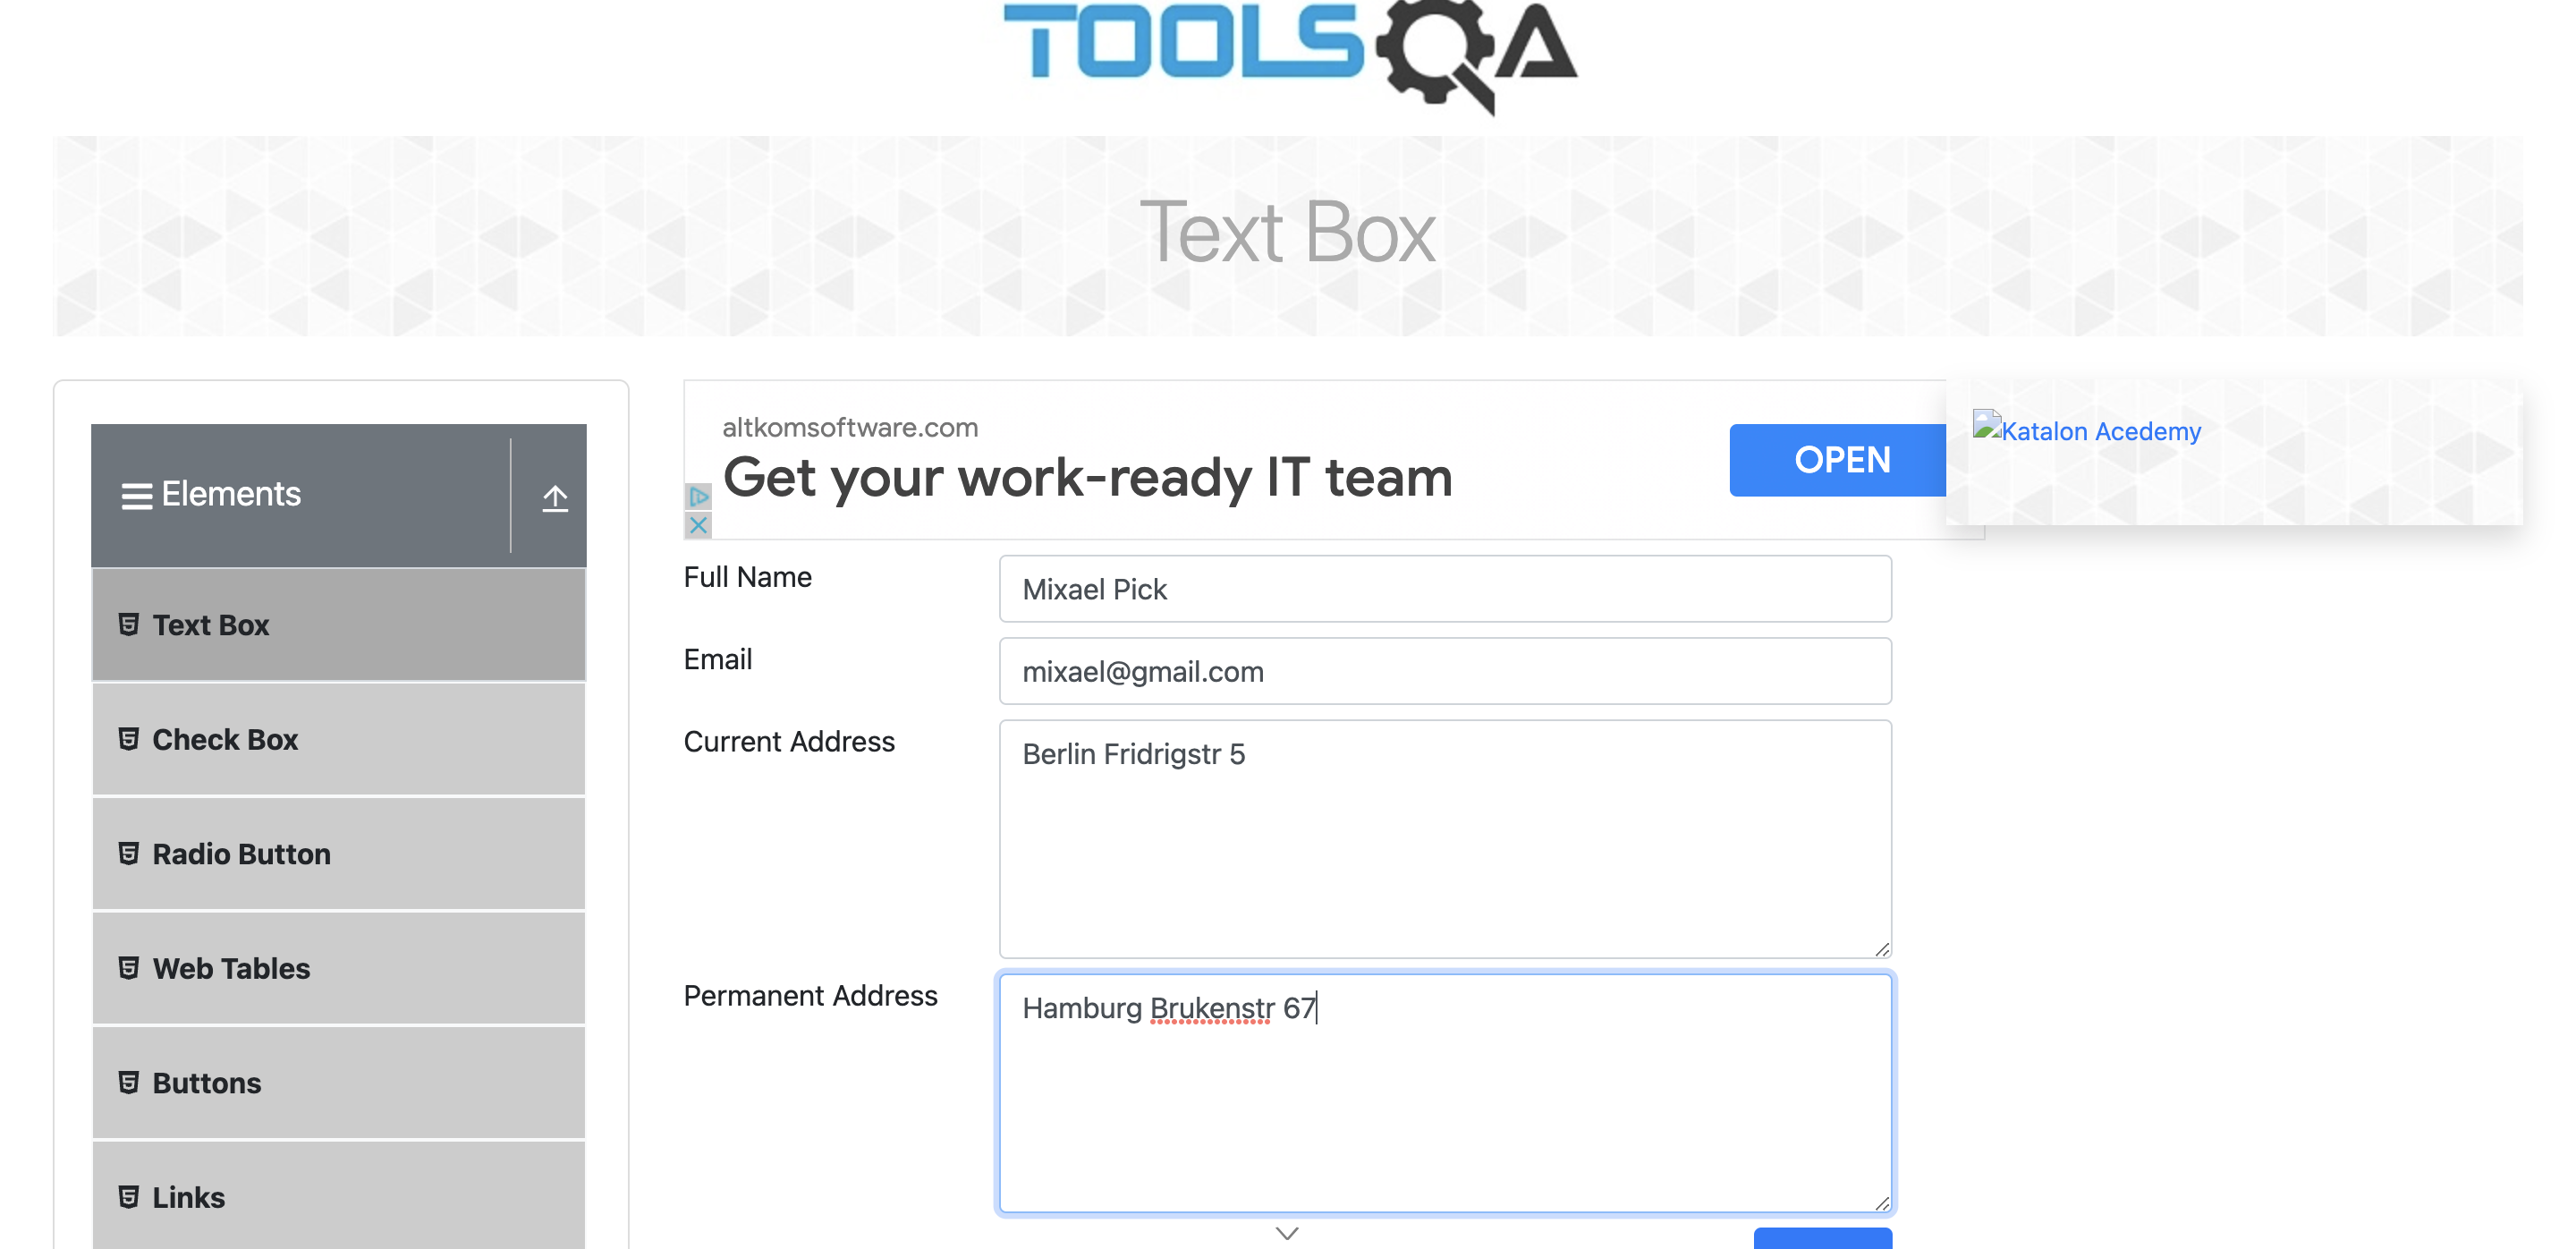 TOOLSQA
Text Box
Elements
Text Box
Check Box
Radio Button
Web Tables
Buttons
Links
altkomsoftware.com
Get your work-ready IT team
OPEN
Katalon Acedemy
Full Name
Mixael Pick
Email
mixael@gmail.com
Current Address
Berlin Fridrigstr 5
Permanent Address
Hamburg Brukenstr 67